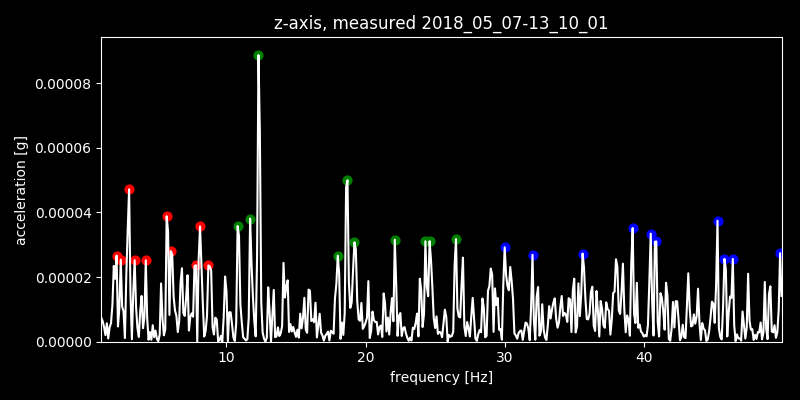 z-axis, measured 2018_05_07-13_10_01
acceleration [g]
0.00008
0.00006
0.00004
0.00002
0.00000
10 20 30 40
frequency [Hz]